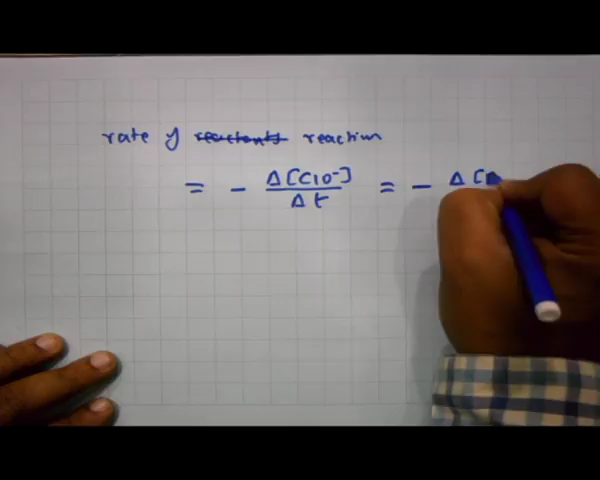 rate of ~~reactants~~ reaction
= - Δ[ClO⁻]/Δt = - Δ[